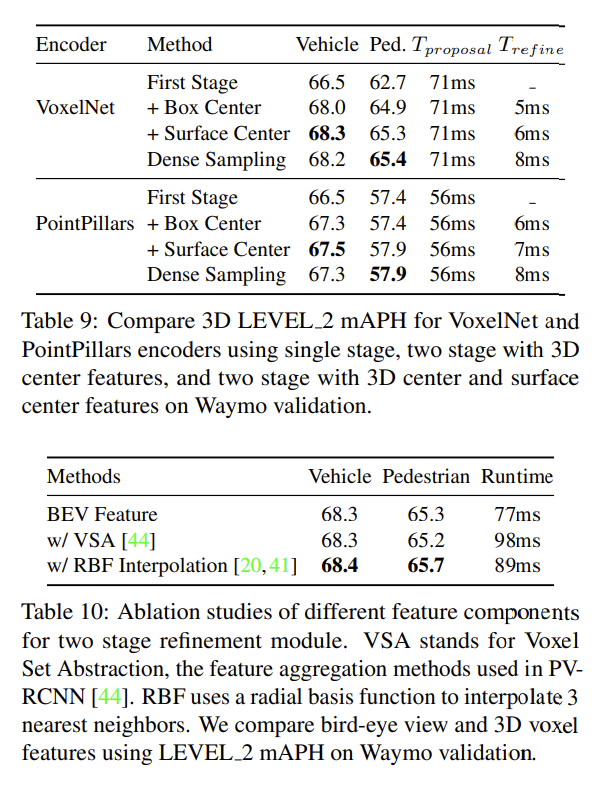 Encoder Method Vehicle Ped. T_proposal T_refine
First Stage 66.5 62.7 71ms -
VoxelNet + Box Center 68.0 64.9 71ms 5ms
+ Surface Center 68.3 65.3 71ms 6ms
Dense Sampling 68.2 65.4 71ms 8ms
First Stage 66.5 57.4 56ms -
PointPillars + Box Center 67.3 57.4 56ms 6ms
+ Surface Center 67.5 57.9 56ms 7ms
Dense Sampling 67.3 57.9 56ms 8ms
Table 9: Compare 3D LEVEL_2 mAPH for VoxelNet and
PointPillars encoders using single stage, two stage with 3D
center features, and two stage with 3D center and surface
center features on Waymo validation.
Methods Vehicle Pedestrian Runtime
BEV Feature 68.3 65.3 77ms
w/ VSA [44] 68.3 65.2 98ms
w/ RBF Interpolation [20,41] 68.4 65.7 89ms
Table 10: Ablation studies of different feature components
for two stage refinement module. VSA stands for Voxel
Set Abstraction, the feature aggregation methods used in PV-
RCNN [44]. RBF uses a radial basis function to interpolate 3
nearest neighbors. We compare bird-eye view and 3D voxel
features using LEVEL_2 mAPH on Waymo validation.